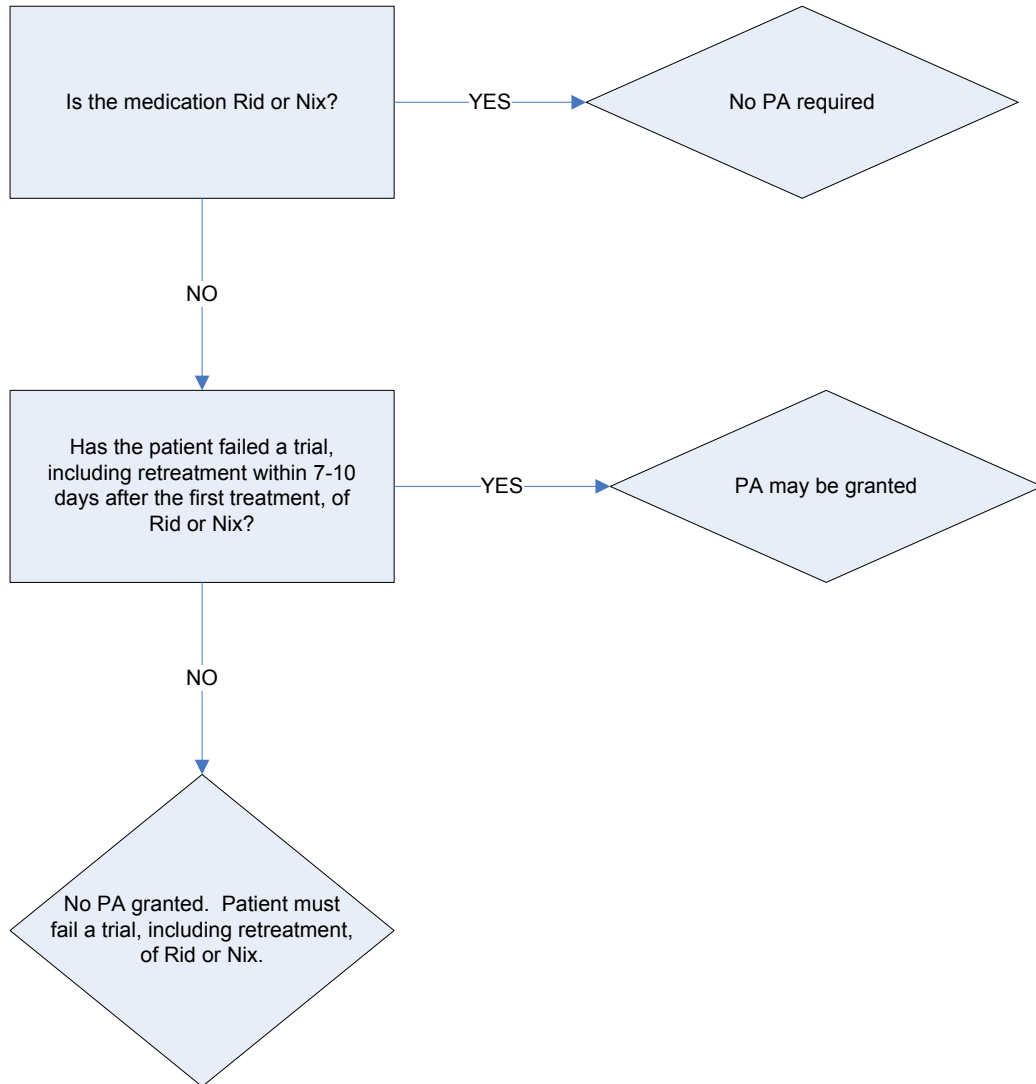 Is the medication Rid or Nix?
YES
No PA required
NO
Has the patient failed a trial,
including retreatment within 7-10
days after the first treatment, of
Rid or Nix?
YES
PA may be granted
NO
No PA granted.  Patient must
fail a trial, including retreatment,
of Rid or Nix.